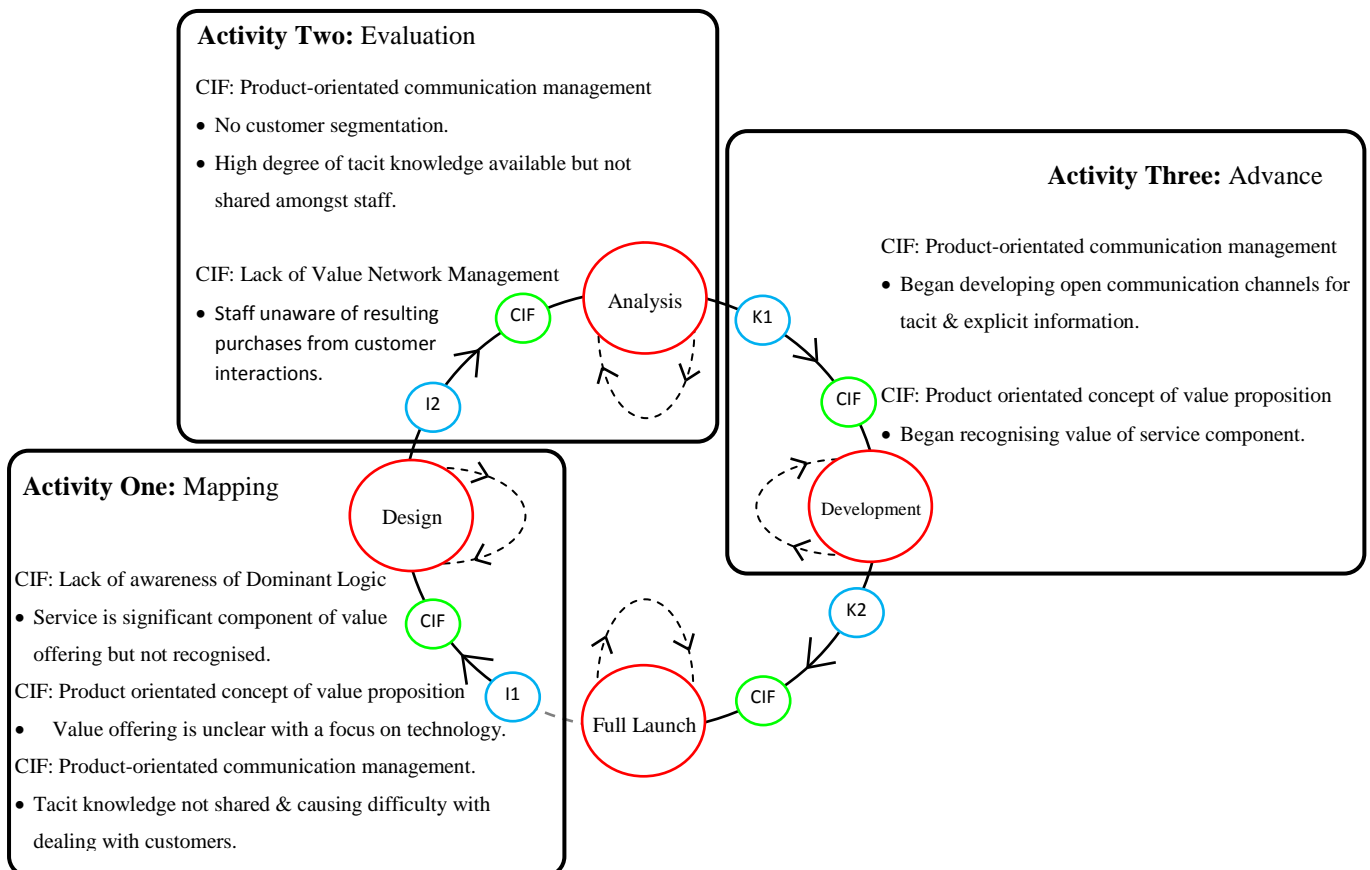 Activity Two: Evaluation
CIF: Product-orientated communication management
• No customer segmentation.
• High degree of tacit knowledge available but not
shared amongst staff.
CIF: Lack of Value Network Management
• Staff unaware of resulting
purchases from customer
interactions.
CIF
Analysis
I2
K1
Activity Three: Advance
CIF: Product-orientated communication management
• Began developing open communication channels for
tacit & explicit information.
CIF
CIF: Product orientated concept of value proposition
• Began recognising value of service component.
Development
K2
Activity One: Mapping
Design
CIF: Lack of awareness of Dominant Logic
• Service is significant component of value
offering but not recognised.
CIF
CIF: Product orientated concept of value proposition
• Value offering is unclear with a focus on technology.
I1
CIF: Product-orientated communication management.
• Tacit knowledge not shared & causing difficulty with
dealing with customers.
Full Launch
CIF